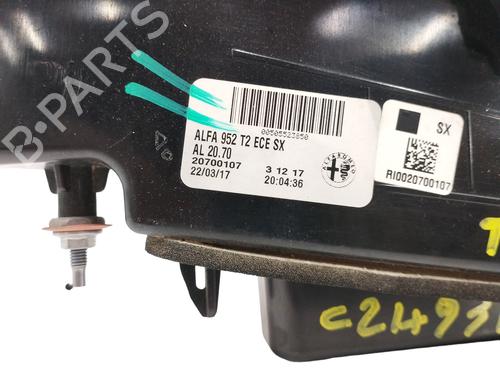 B-PARTS
00505523850
ALFA 952 T2 ECE SX
AL 20.70
20700107 3 12 17
22/03/17 20:04:36
SX
RI0020700107